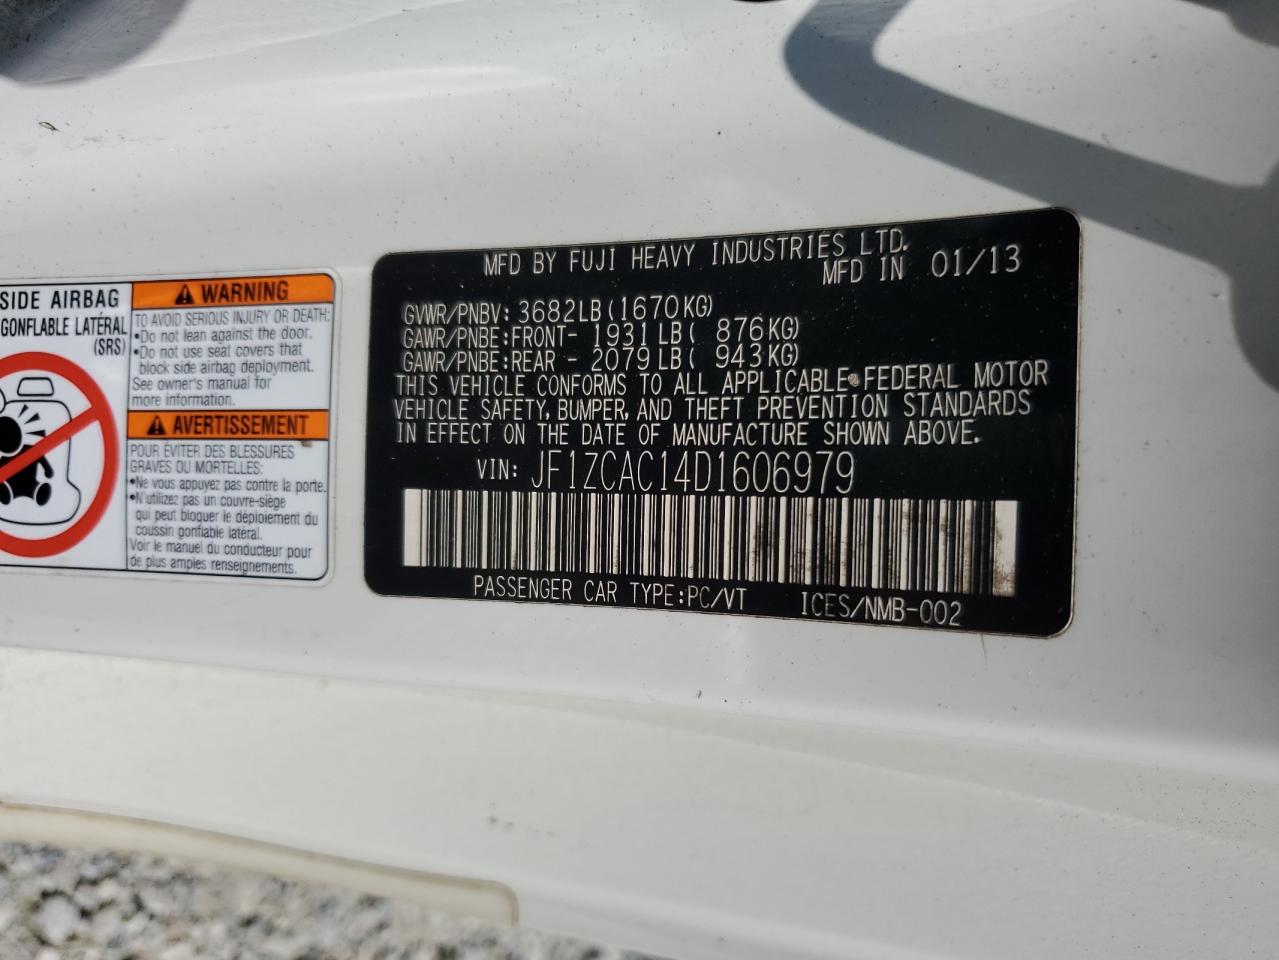 SIDE AIRBAG
GONFLABLE LATÉRAL
(SRS)
WARNING
TO AVOID SERIOUS INJURY OR DEATH:
•Do not lean against the door.
•Do not use seat covers that
block side airbag deployment.
See owner's manual for
more information.
AVERTISSEMENT
POUR ÉVITER DES BLESSURES
GRAVES OU MORTELLES:
•Ne vous appuyez pas contre la porte.
•N'utilizez pas un couvre-siège
qui peut bloquer le déploiement du
coussin gonflable latéral.
Voir le manuel du conducteur pour
de plus amples renseignements.
MFD BY FUJI HEAVY INDUSTRIES LTD.
MFD IN 01/13
GVWR/PNBV: 3682LB(1670KG)
GAWR/PNBE:FRONT- 1931LB( 876KG)
GAWR/PNBE:REAR - 2079LB( 943KG)
THIS VEHICLE CONFORMS TO ALL APPLICABLE FEDERAL MOTOR
VEHICLE SAFETY, BUMPER, AND THEFT PREVENTION STANDARDS
IN EFFECT ON THE DATE OF MANUFACTURE SHOWN ABOVE.
VIN: JF1ZCAC14D1606979
PASSENGER CAR TYPE:PC/VT ICES/NMB-002